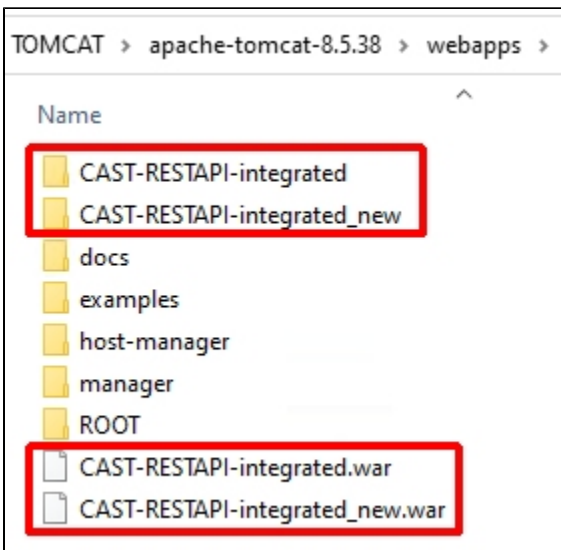 TOMCAT > apache-tomcat-8.5.38 > webapps >
Name
CAST-RESTAPI-integrated
CAST-RESTAPI-integrated_new
docs
examples
host-manager
manager
ROOT
CAST-RESTAPI-integrated.war
CAST-RESTAPI-integrated_new.war